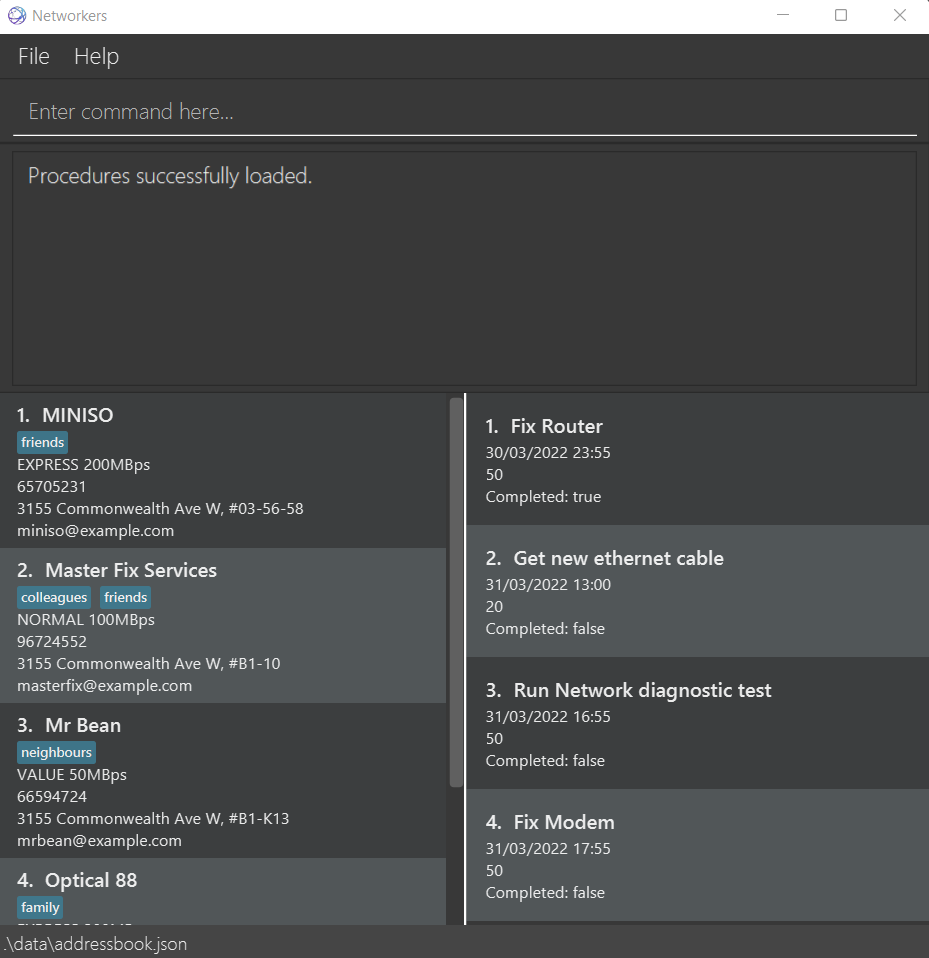 Networkers
File Help
Enter command here...
Procedures successfully loaded.
1. MINISO
friends
EXPRESS 200MBps
65705231
3155 Commonwealth Ave W, #03-56-58
miniso@example.com
2. Master Fix Services
colleagues friends
NORMAL 100MBps
96724552
3155 Commonwealth Ave W, #B1-10
masterfix@example.com
3. Mr Bean
neighbours
VALUE 50MBps
66594724
3155 Commonwealth Ave W, #B1-K13
mrbean@example.com
4. Optical 88
family
1. Fix Router
30/03/2022 23:55
50
Completed: true
2. Get new ethernet cable
31/03/2022 13:00
20
Completed: false
3. Run Network diagnostic test
31/03/2022 16:55
50
Completed: false
4. Fix Modem
31/03/2022 17:55
50
Completed: false
.\data\addressbook.json